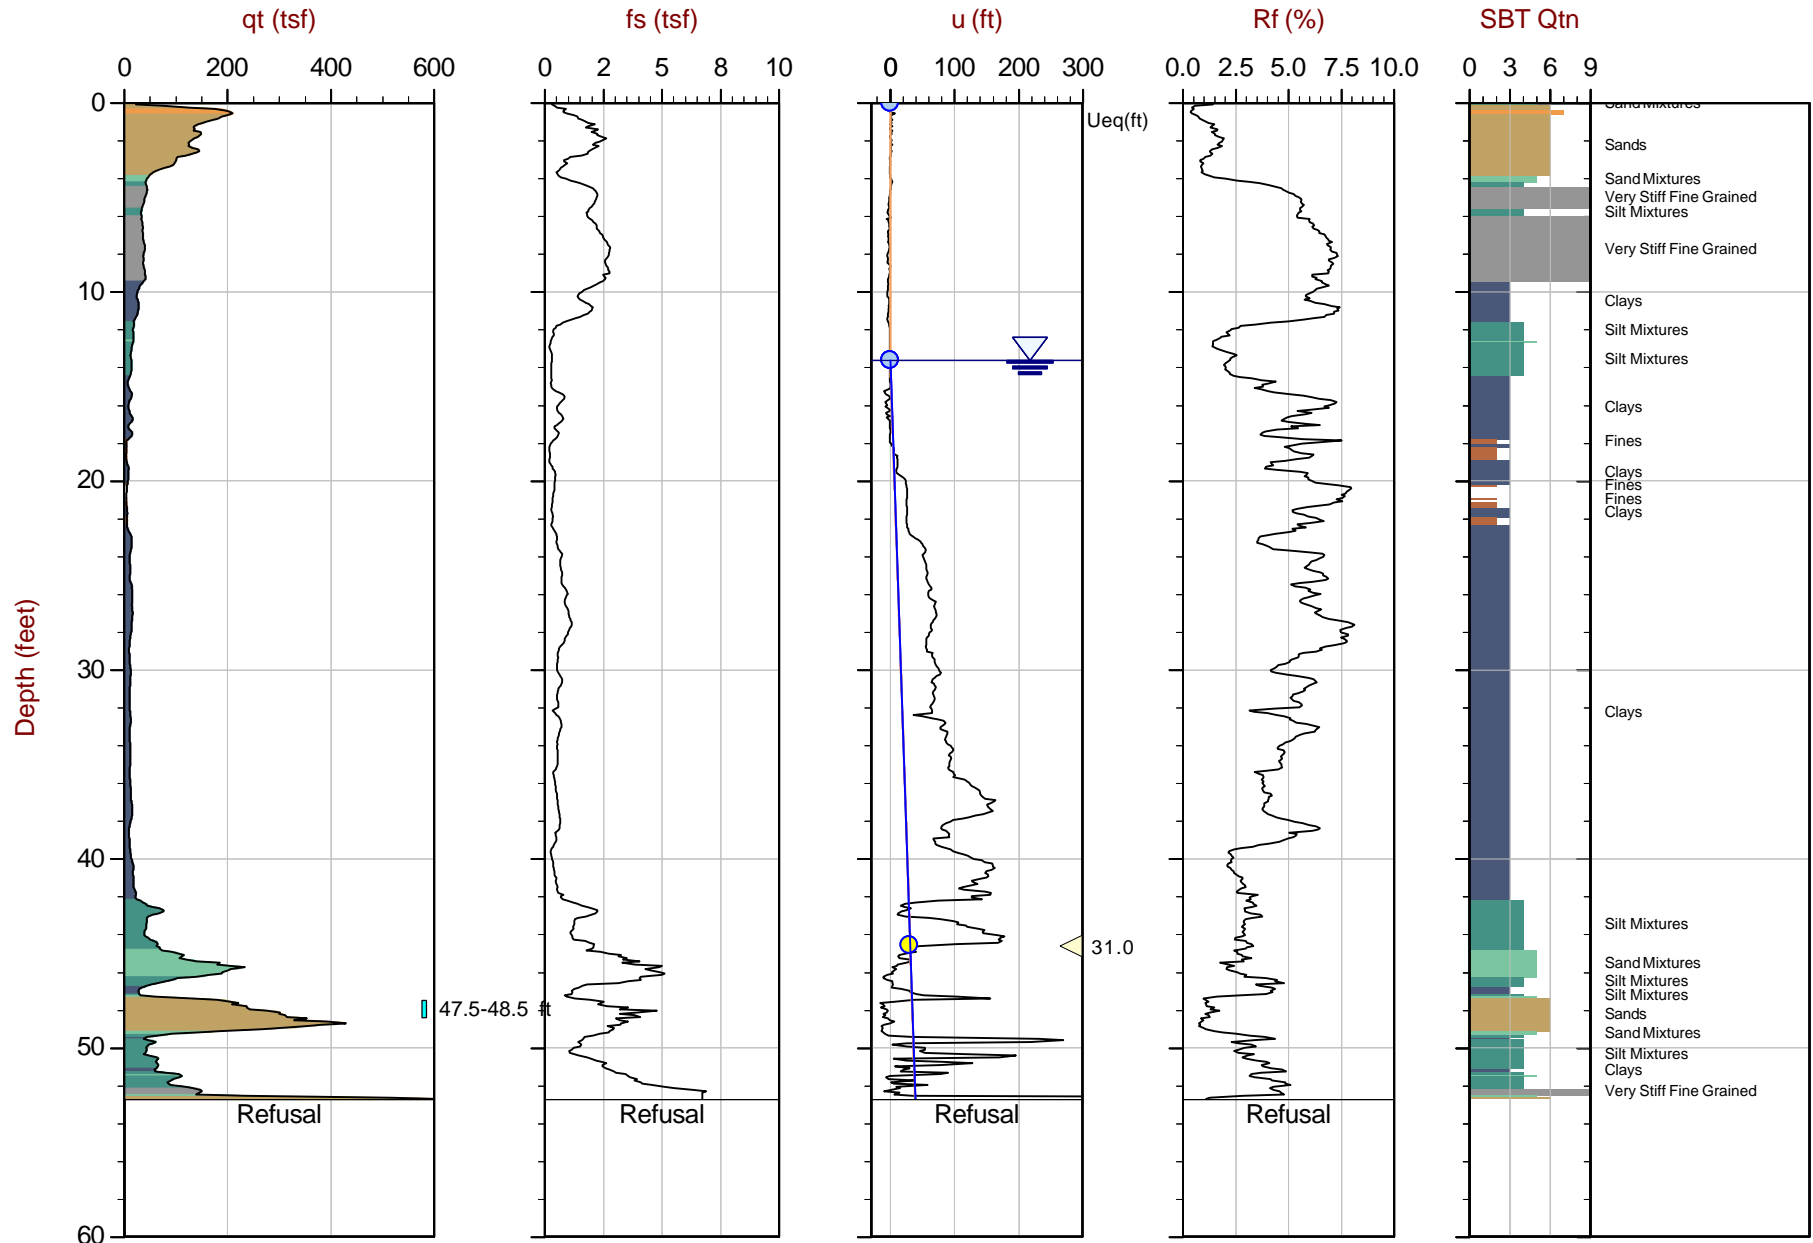 qt (tsf) fs (tsf) u (ft) Rf (%) SBT Qtn
0 200 400 600 0 2 5 8 10 0 100 200 300 0.0 2.5 5.0 7.5 10.0 0 3 6 9
0
Sand Mixtures
Ueq(ft)
Sands
Sand Mixtures
Very Stiff Fine Grained
Silt Mixtures
Very Stiff Fine Grained
10
Clays
Silt Mixtures
Silt Mixtures
Clays
Fines
Clays
20
Fines
Fines
Clays
Depth (feet)
30
Clays
40
Silt Mixtures
31.0
Sand Mixtures
Silt Mixtures
Silt Mixtures
47.5-48.5 ft
Sands
Sand Mixtures
50
Silt Mixtures
Clays
Very Stiff Fine Grained
Refusal Refusal Refusal Refusal
60